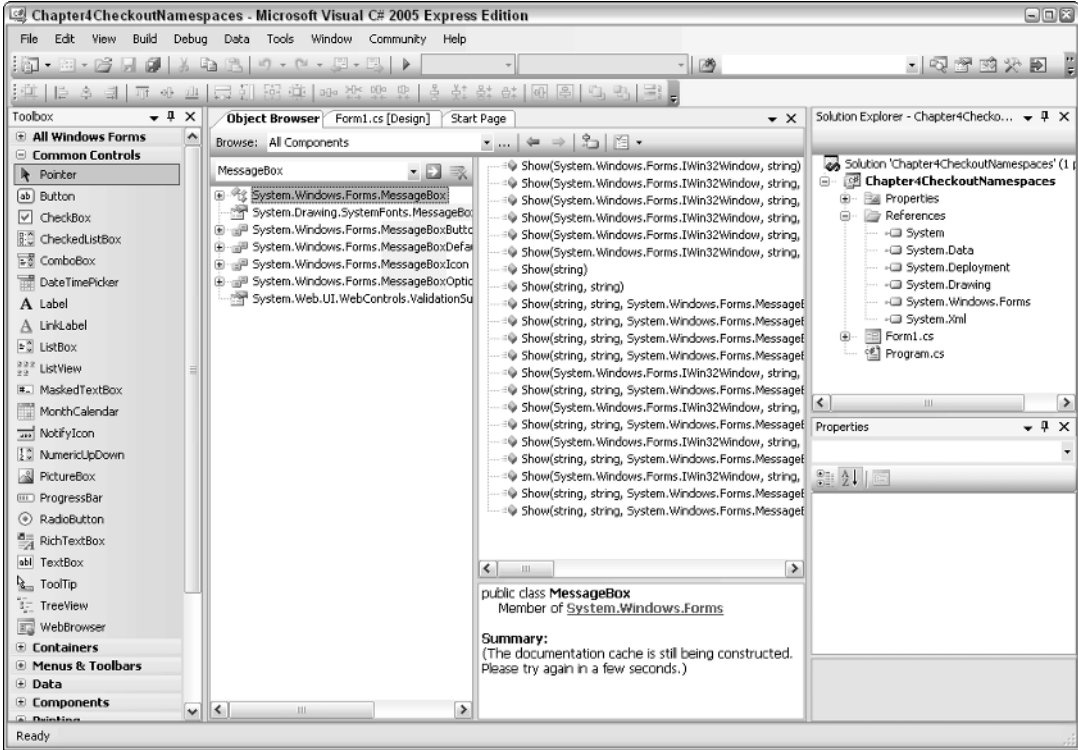 Chapter4CheckoutNamespaces - Microsoft Visual C# 2005 Express Edition
File Edit View Build Debug Data Tools Window Community Help
Toolbox
All Windows Forms
Common Controls
Pointer
Button
CheckBox
CheckedListBox
ComboBox
DateTimePicker
Label
LinkLabel
ListBox
ListView
MaskedTextBox
MonthCalendar
NotifyIcon
NumericUpDown
PictureBox
ProgressBar
RadioButton
RichTextBox
TextBox
ToolTip
TreeView
WebBrowser
Containers
Menus & Toolbars
Data
Components
Printing
Object Browser Form1.cs [Design] Start Page
Browse: All Components
...
MessageBox
System.Windows.Forms.MessageBox
System.Drawing.SystemFonts.MessageBo
System.Windows.Forms.MessageBoxButto
System.Windows.Forms.MessageBoxDefau
System.Windows.Forms.MessageBoxIcon
System.Windows.Forms.MessageBoxOptio
System.Web.UI.WebControls.ValidationSu
Show(System.Windows.Forms.IWin32Window, string)
Show(System.Windows.Forms.IWin32Window, string,
Show(System.Windows.Forms.IWin32Window, string,
Show(System.Windows.Forms.IWin32Window, string,
Show(System.Windows.Forms.IWin32Window, string,
Show(System.Windows.Forms.IWin32Window, string,
Show(string)
Show(string, string)
Show(string, string, System.Windows.Forms.MessageB
Show(string, string, System.Windows.Forms.MessageB
Show(string, string, System.Windows.Forms.MessageB
Show(string, string, System.Windows.Forms.MessageB
Show(System.Windows.Forms.IWin32Window, string,
Show(string, string, System.Windows.Forms.MessageB
Show(System.Windows.Forms.IWin32Window, string,
Show(string, string, System.Windows.Forms.MessageB
Show(System.Windows.Forms.IWin32Window, string,
Show(string, string, System.Windows.Forms.MessageB
Show(System.Windows.Forms.IWin32Window, string,
Show(string, string, System.Windows.Forms.MessageB
Show(string, string, System.Windows.Forms.MessageB
public class MessageBox
Member of System.Windows.Forms
Summary:
(The documentation cache is still being constructed.
Please try again in a few seconds.)
Solution Explorer - Chapter4Checko...
Solution 'Chapter4CheckoutNamespaces' (1 p
Chapter4CheckoutNamespaces
Properties
References
System
System.Data
System.Deployment
System.Drawing
System.Windows.Forms
System.Xml
Form1.cs
Program.cs
Properties
Ready